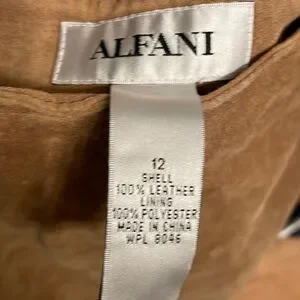 ALFANI
12
SHELL
100% LEATHER
LINING
100% POLYESTER
MADE IN CHINA
WPL 8046